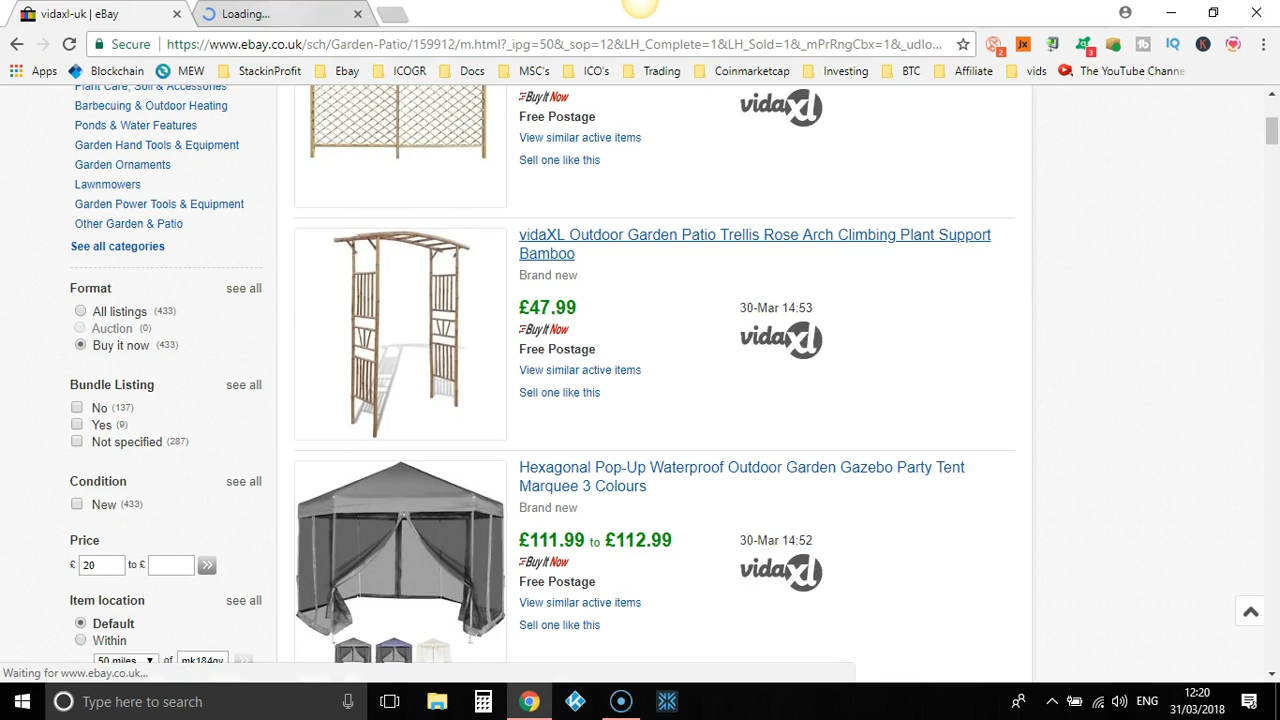 vidaxl-uk | eBay
Loading...
Secure
https://www.ebay.co.uk/sch/Garden-Patio/159912/m.html?_ipg=50&_sop=12&LH_Complete=1&LH_Sold=1&_mPrRngCbx=1&_udlo...
Apps Blockchain MEW StackinProfit Ebay ICOGR Docs MSC's ICO's Trading Coinmarketcap Investing BTC Affiliate vids The YouTube Chann
Plant Care, Soil & Accessories
Barbecuing & Outdoor Heating
Ponds & Water Features
Garden Hand Tools & Equipment
Garden Ornaments
Lawnmowers
Garden Power Tools & Equipment
Other Garden & Patio
See all categories
Format see all
All listings (433)
Auction (0)
Buy it now (433)
Bundle Listing see all
No (137)
Yes (9)
Not specified (287)
Condition see all
New (433)
Price
£ 20 to £
Item location see all
Default
Within
50 miles of mk184qy
Buy It Now
vidaXL
Free Postage
View similar active items
Sell one like this
vidaXL Outdoor Garden Patio Trellis Rose Arch Climbing Plant Support
Bamboo
Brand new
£47.99 30-Mar 14:53
Buy It Now
vidaXL
Free Postage
View similar active items
Sell one like this
Hexagonal Pop-Up Waterproof Outdoor Garden Gazebo Party Tent
Marquee 3 Colours
Brand new
£111.99 to £112.99 30-Mar 14:52
Buy It Now
vidaXL
Free Postage
View similar active items
Sell one like this
Waiting for www.ebay.co.uk...
Type here to search
ENG
12:20
31/03/2018